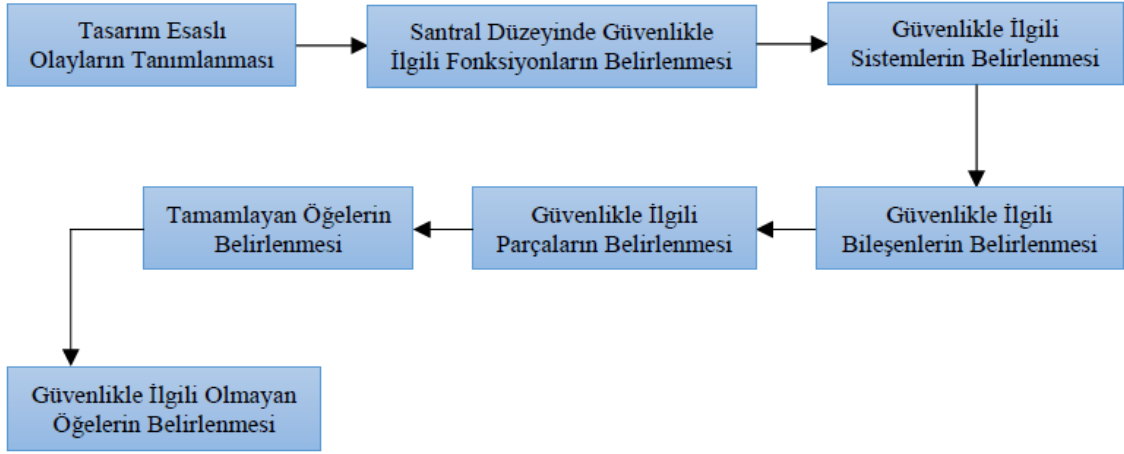 Tasarım Esaslı
Olayların Tanımlanması
Santral Düzeyinde Güvenlikle
İlgili Fonksiyonların Belirlenmesi
Güvenlikle İlgili
Sistemlerin Belirlenmesi
Güvenlikle İlgili
Bileşenlerin Belirlenmesi
Güvenlikle İlgili
Parçaların Belirlenmesi
Tamamlayan Öğelerin
Belirlenmesi
Güvenlikle İlgili Olmayan
Öğelerin Belirlenmesi